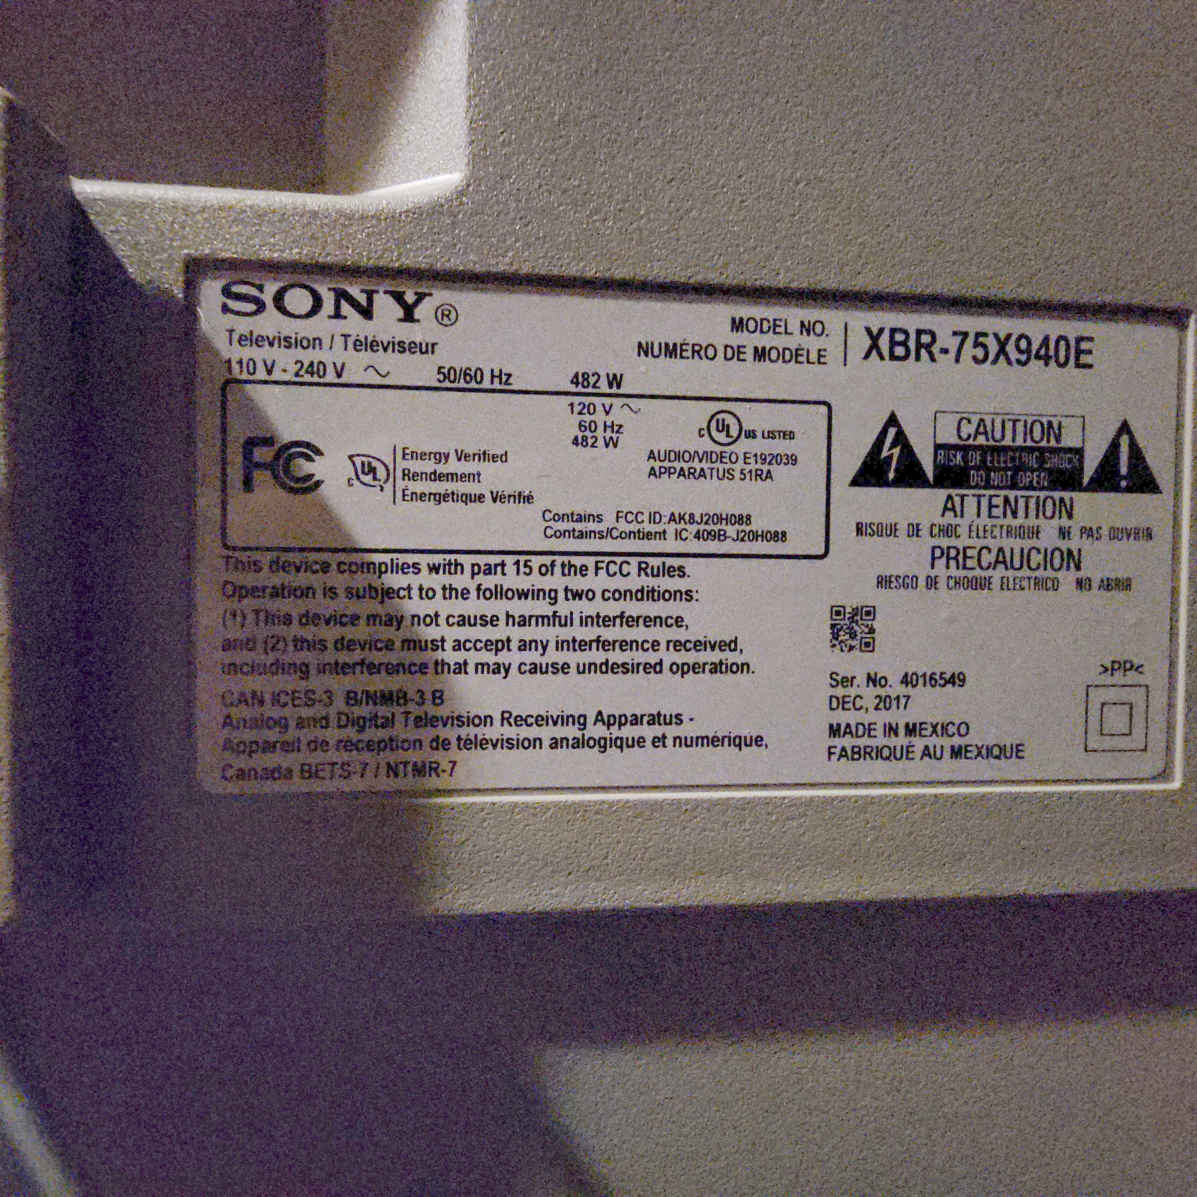 SONY®
Television / Téléviseur
110 V - 240 V ~ 50/60 Hz 482 W
MODEL NO.
NUMÉRO DE MODÈLE
XBR-75X940E
120 V ~
60 Hz
482 W
FC
C UL
Energy Verified
Rendement
Énergétique Vérifié
C UL US LISTED
AUDIO/VIDEO E192039
APPARATUS 51RA
Contains FCC ID:AK8J20H088
Contains/Contient IC:409B-J20H088
This device complies with part 15 of the FCC Rules.
Operation is subject to the following two conditions:
(1) This device may not cause harmful interference,
and (2) this device must accept any interference received,
including interference that may cause undesired operation.
CAN ICES-3 B/NMB-3 B
Analog and Digital Television Receiving Apparatus -
Appareil de réception de télévision analogique et numérique,
Canada BETS-7 / NTMR-7
CAUTION
RISK OF ELECTRIC SHOCK
DO NOT OPEN
ATTENTION
RISQUE DE CHOC ÉLECTRIQUE NE PAS OUVRIR
PRECAUCION
RIESGO DE CHOQUE ELECTRICO NO ABRIR
Ser. No. 4016549
DEC, 2017
MADE IN MEXICO
FABRIQUÉ AU MEXIQUE
>PP<